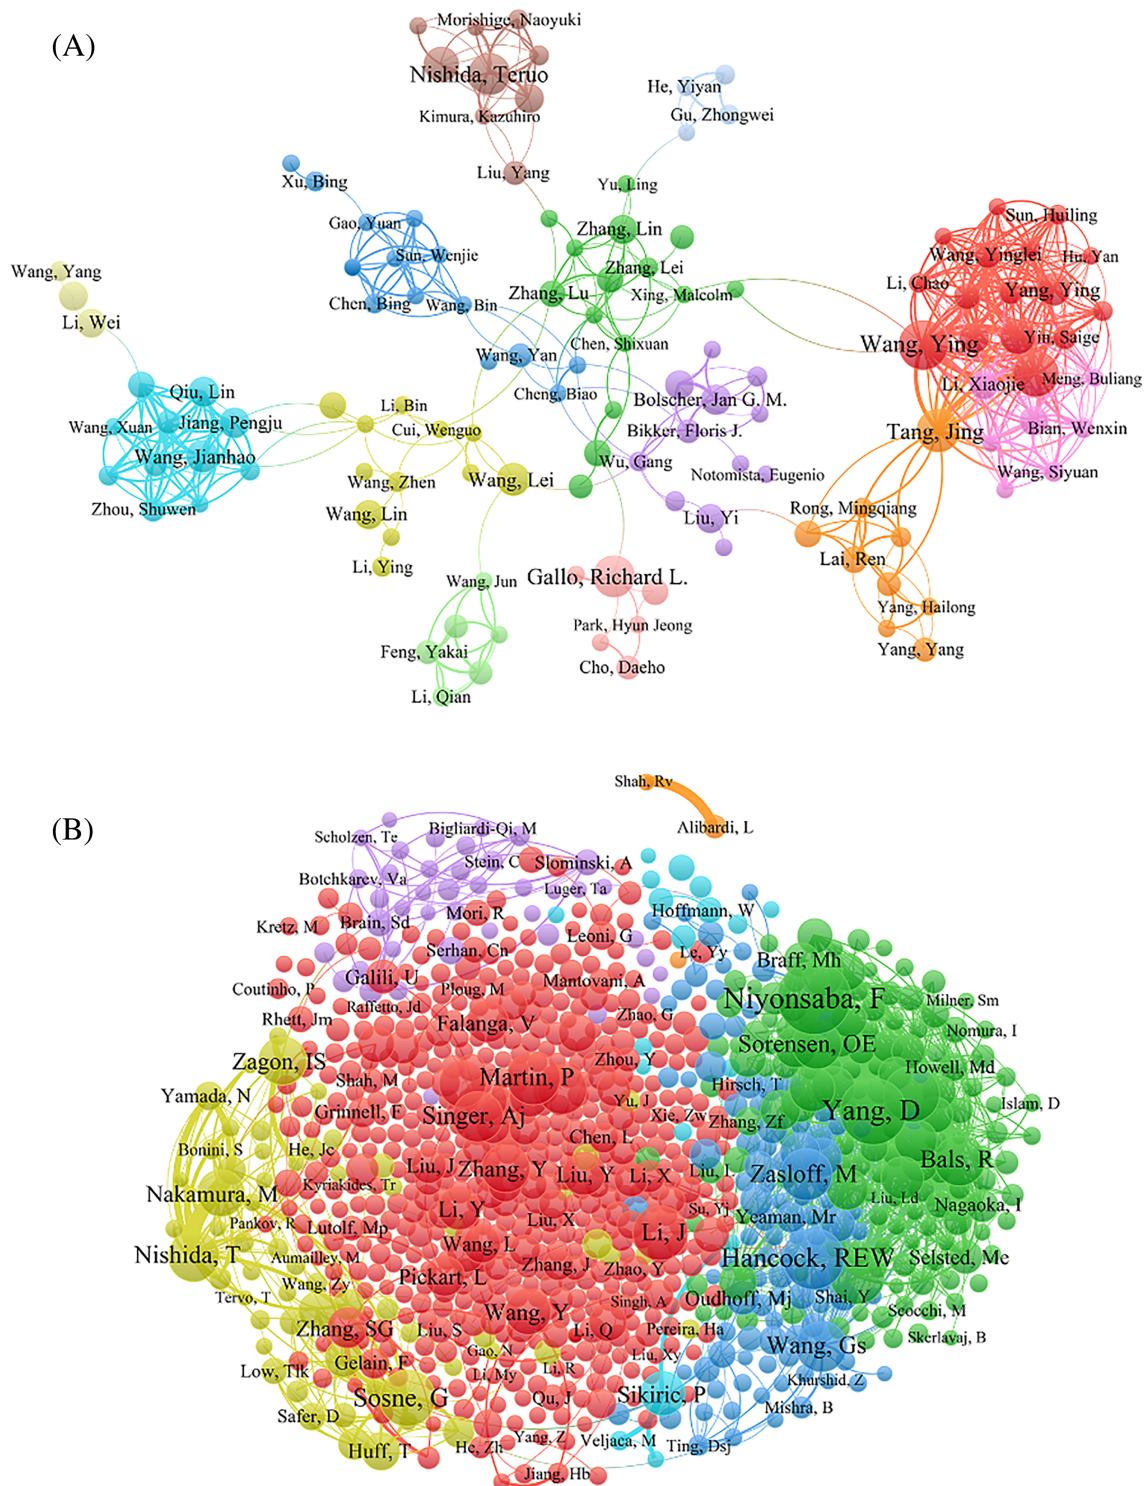 (A)
Morishige, Naoyuki
Nishida, Teruo
He, Yiyan
Gu, Zhongwei
Kimura, Kazuhiro
Liu, Yang
Xu, Bing
Yu, Ling
Gao, Yuan
Zhang, Lin
Sun, Huiling
Sun, Wenjie
Wang, Yinglei
Hu, Yan
Wang, Yang
Zhang, Lei
Li, Chao
Yang, Ying
Chen, Bing
Wang, Bin
Zhang, Lu
Xing, Malcolm
Li, Wei
Chen, Shixuan
Wang, Ying
Yin, Saige
Wang, Yan
Cheng, Biao
Li, Xiaojie
Meng, Buliang
Qiu, Lin
Li, Bin
Bolscher, Jan G. M.
Wang, Xuan
Jiang, Pengju
Cui, Wenguo
Bikker, Floris J.
Tang, Jing
Bian, Wenxin
Wang, Jianhao
Wu, Gang
Notomista, Eugenio
Wang, Siyuan
Wang, Zhen
Wang, Lei
Zhou, Shuwen
Wang, Lin
Liu, Yi
Rong, Mingqiang
Li, Ying
Lai, Ren
Wang, Jun
Gallo, Richard L.
Yang, Hailong
Park, Hyun Jeong
Feng, Yakai
Cho, Daeho
Yang, Yang
Li, Qian
(B)
Shah, Rv
Alibardi, L
Scholzen, Te
Bigliardi-Qi, M
Stein, C
Slominski, A
Botchkarev, Va
Luger, Ta
Kretz, M
Brain, Sd
Mori, R
Leoni, G
Hoffmann, W
Serhan, Cn
Le, Yy
Braff, Mh
Coutinho, P
Galili, U
Ploug, M
Mantovani, A
Niyonsaba, F
Milner, Sm
Raffetto, Jd
Rhett, Jm
Falanga, V
Zhao, G
Nomura, I
Zagon, IS
Zhou, Y
Sorensen, OE
Shah, M
Martin, P
Hirsch, T
Howell, Md
Yamada, N
Grinnell, F
Singer, Aj
Yu, J
Xie, Zw
Zhang, Zf
Yang, D
Islam, D
Bonini, S
He, Jc
Chen, L
Liu, J
Zhang, Y
Liu, Y
Li, X
Liu, L
Zasloff, M
Bals, R
Nakamura, M
Kyriakides, Tr
Liu, Ld
Nagaoka, I
Pankov, R
Lutolf, Mp
Li, Y
Liu, X
Su, Yj
Yeaman, Mr
Li, J
Nishida, T
Aumailley, M
Wang, L
Zhang, J
Zhao, Y
Hancock, REW
Selsted, Me
Tervo, T
Wang, Zy
Pickart, L
Singh, A
Oudhoff, Mj
Shai, Y
Scocchi, M
Zhang, SG
Liu, S
Wang, Y
Li, Q
Pereira, Ha
Skerlavaj, B
Gao, N
Liu, Xy
Wang, Gs
Low, Tlk
Gelain, F
Li, My
Li, R
Khurshid, Z
Sosne, G
Qu, J
Sikiric, P
Mishra, B
Safer, D
Huff, T
He, Zh
Yang, Z
Veljaca, M
Ting, Dsj
Jiang, Hb